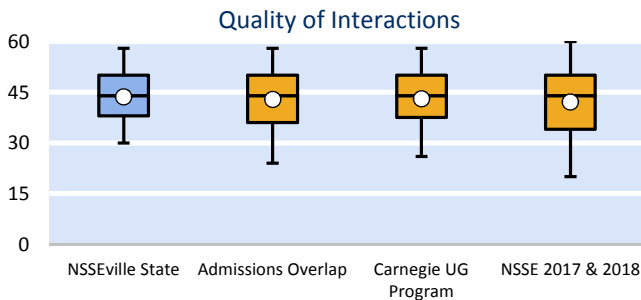 Quality of Interactions
60
45
30
15
0
NSSEville State
Admissions Overlap
Carnegie UG
Program
NSSE 2017 & 2018